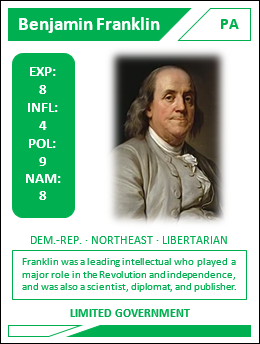 Benjamin Franklin
PA
EXP:
8
INFL:
4
POL:
9
NAM:
8
DEM.-REP. · NORTHEAST · LIBERTARIAN
Franklin was a leading intellectual who played a
major role in the Revolution and independence,
and was also a scientist, diplomat, and publisher.
LIMITED GOVERNMENT